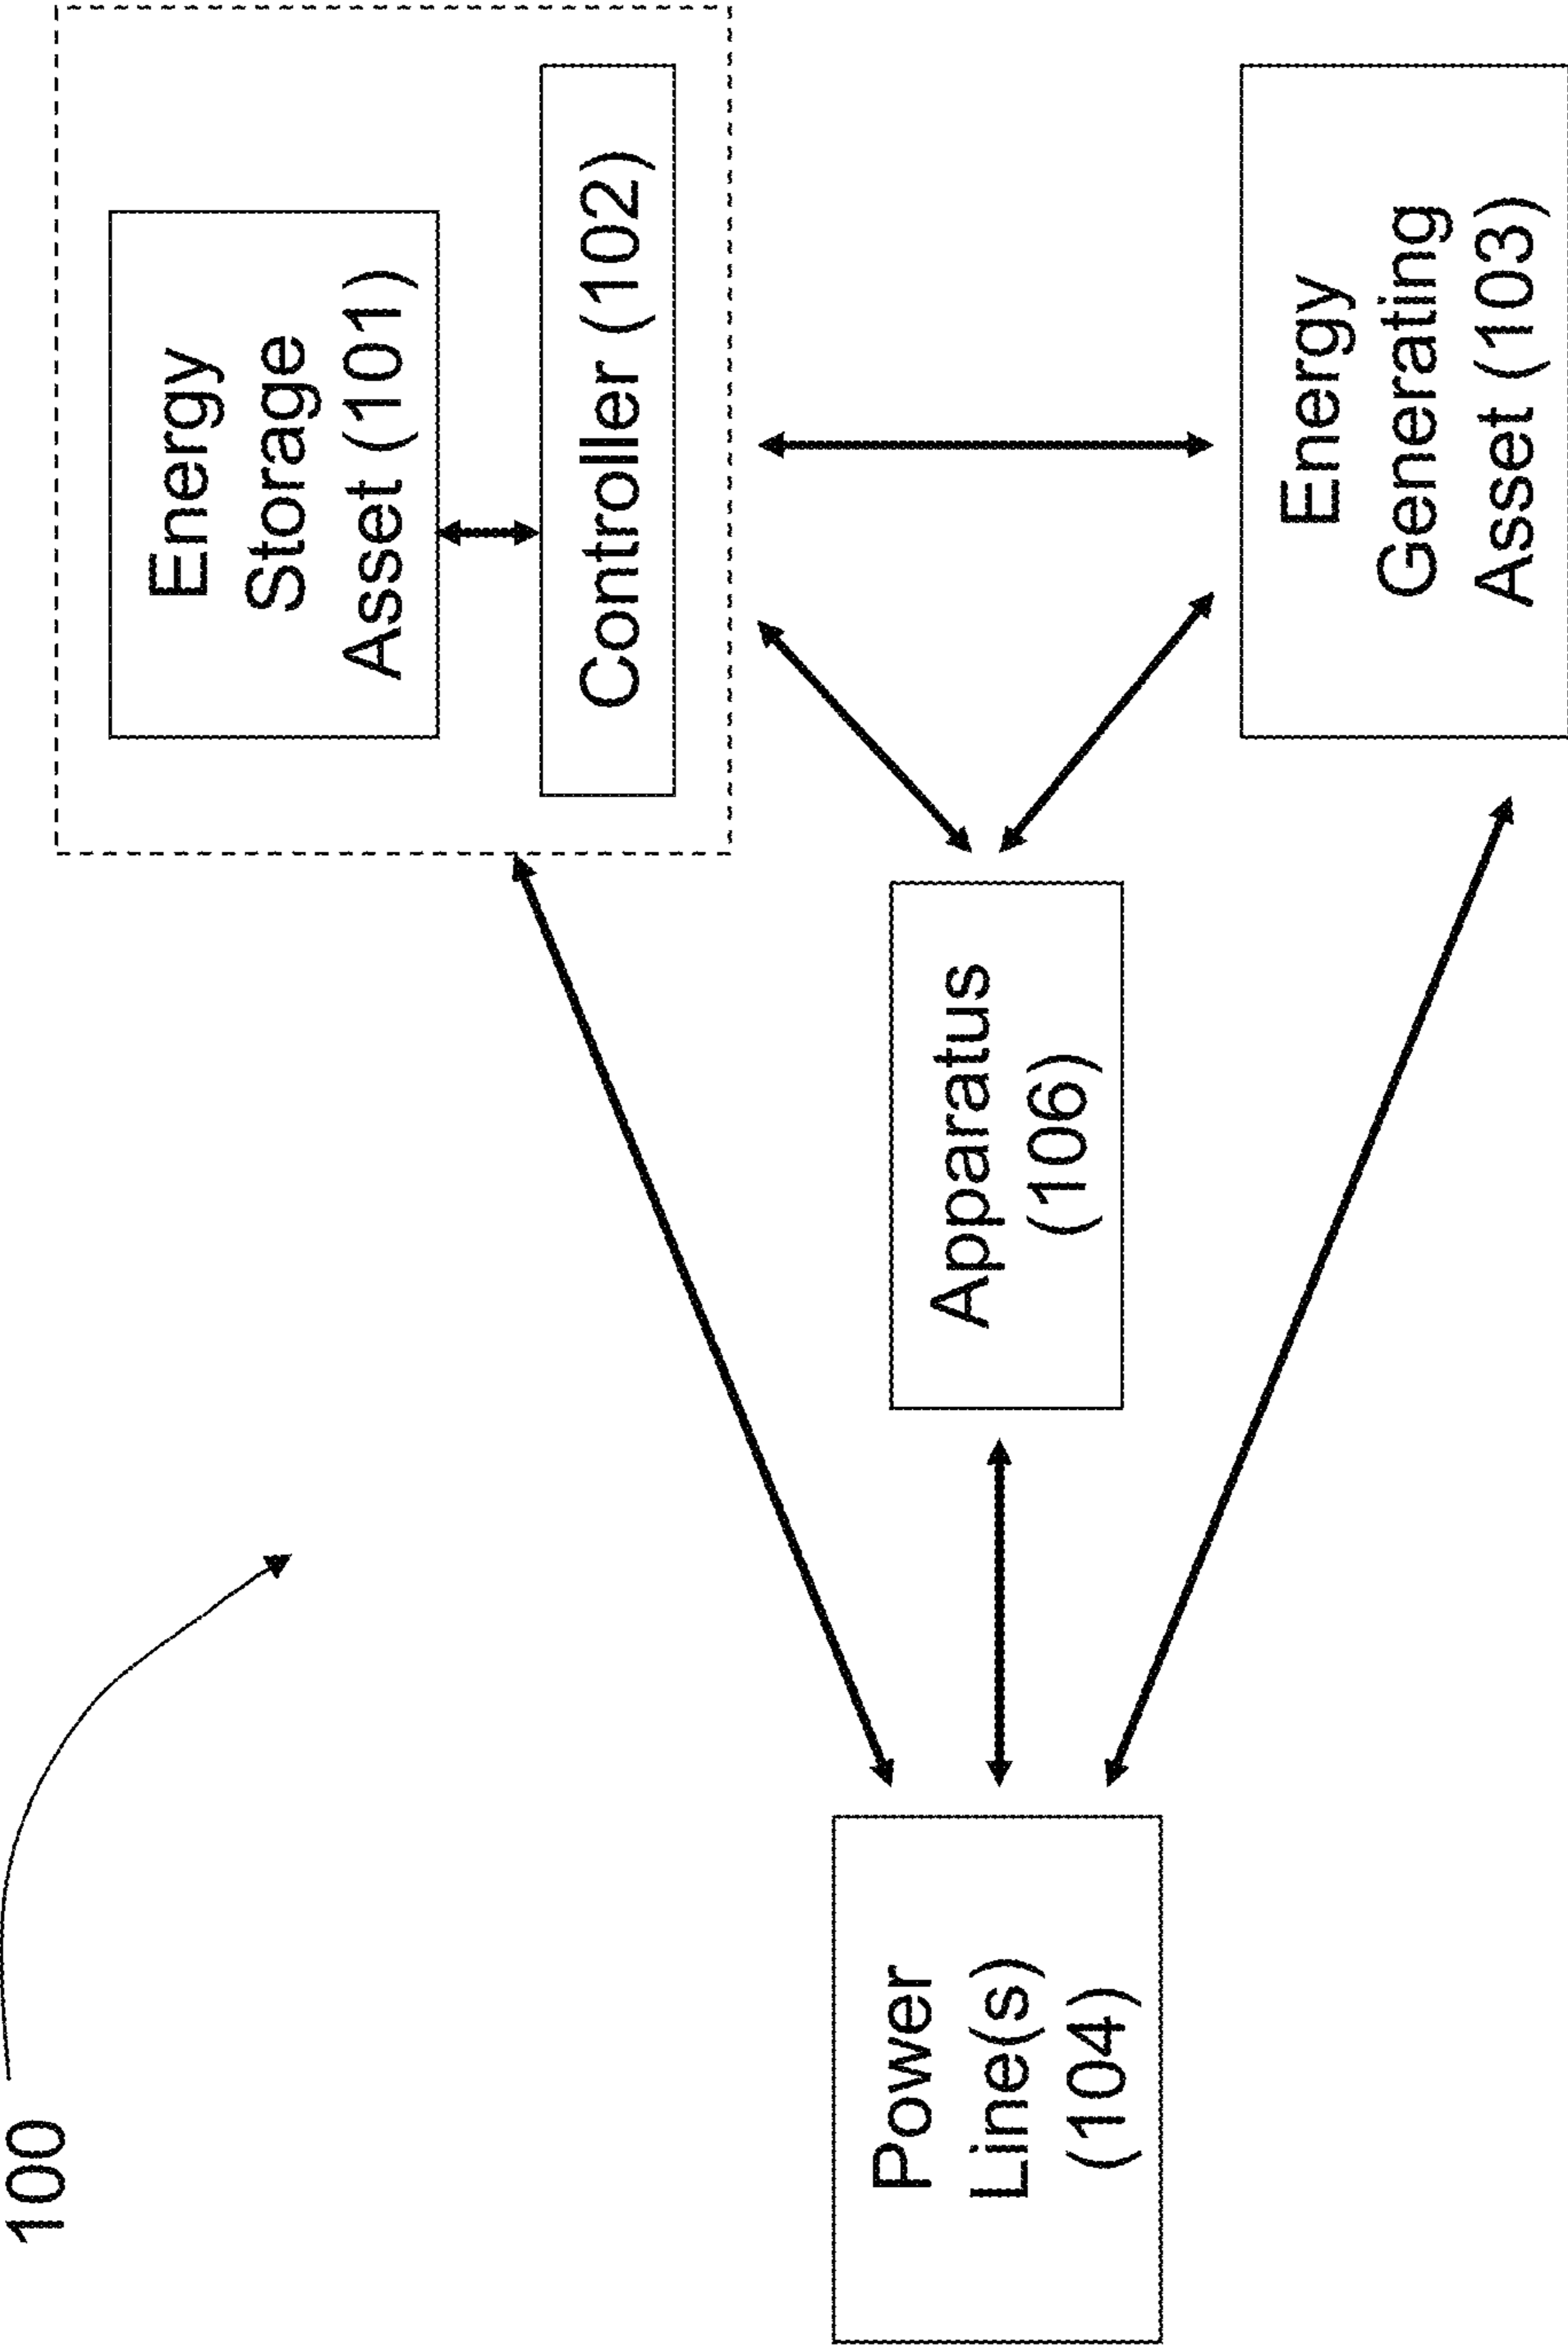 100
Energy
Storage
Asset (101)
Controller (102)
Apparatus
(106)
Power
Line(s)
(104)
Energy
Generating
Asset (103)